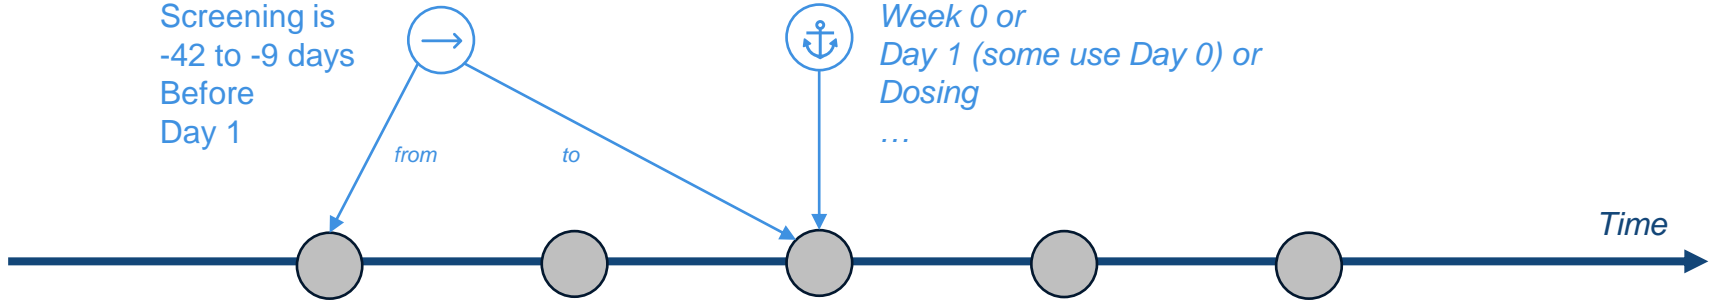 Screening is
-42 to -9 days
Before
Day 1
Week 0 or
Day 1 (some use Day 0) or
Dosing
…
from
to
Time